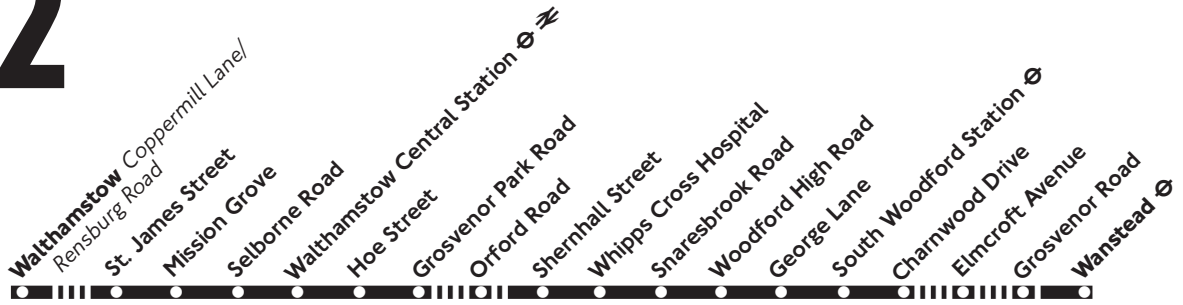 2
Walthamstow Coppermill Lane/
Rensburg Road
St. James Street
Mission Grove
Selborne Road
Walthamstow Central Station
Hoe Street
Grosvenor Park Road
Orford Road
Shernhall Street
Whipps Cross Hospital
Snaresbrook Road
Woodford High Road
George Lane
South Woodford Station
Charnwood Drive
Elmcroft Avenue
Grosvenor Road
Wanstead